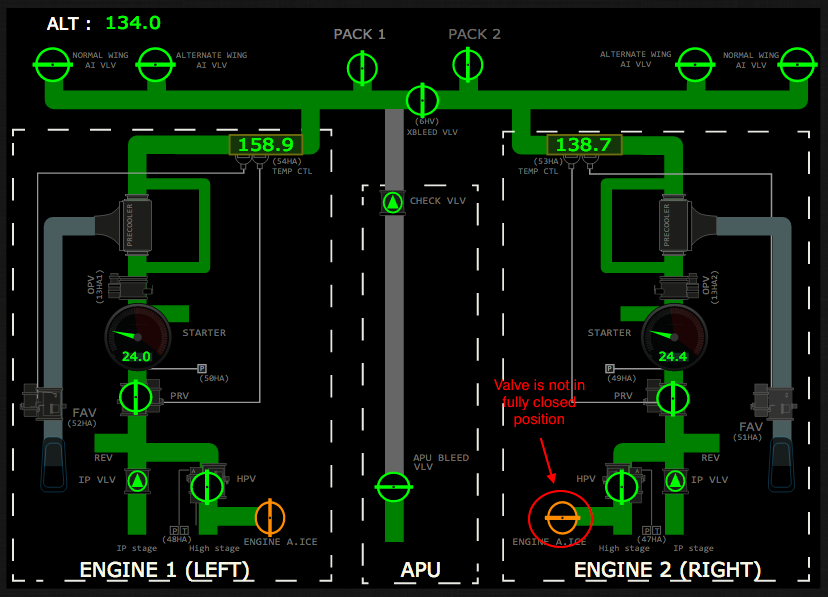 ALT : 134.0
PACK 1
PACK 2
NORMAL WING
AI VLV
ALTERNATE WING
AI VLV
ALTERNATE WING
AI VLV
NORMAL WING
AI VLV
(6HV)
XBLEED VLV
158.9
(54HA)
TEMP CTL
138.7
(53HA)
TEMP CTL
CHECK VLV
PRECOOLER
PRECOOLER
OPV
(13HA1)
OPV
(13HA2)
STARTER
STARTER
24.0
24.4
P
(50HA)
P
(49HA)
Valve is not in
fully closed
position
PRV
PRV
FAV
(52HA)
FAV
(51HA)
REV
REV
APU BLEED
VLV
IP VLV
HPV
HPV
IP VLV
P T
(48HA)
P T
(47HA)
ENGINE A.ICE
ENGINE A.ICE
IP stage
High stage
High stage
IP stage
ENGINE 1 (LEFT)
APU
ENGINE 2 (RIGHT)